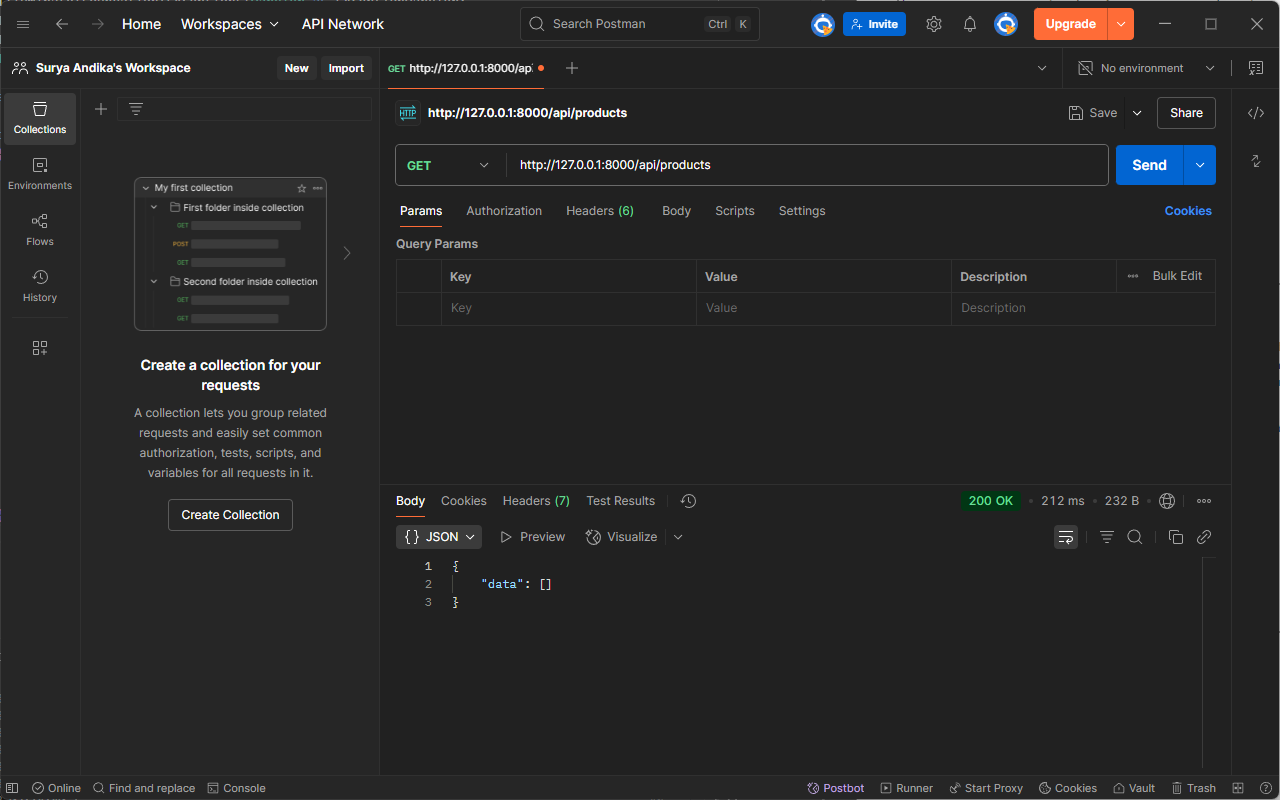 Home Workspaces API Network Search Postman Ctrl K Invite Upgrade
Surya Andika's Workspace New Import GET http://127.0.0.1:8000/ap No environment
Collections
Environments
Flows
History
My first collection
First folder inside collection
GET
POST
GET
Second folder inside collection
GET
GET
Create a collection for your
requests
A collection lets you group related
requests and easily set common
authorization, tests, scripts, and
variables for all requests in it.
Create Collection
HTTP http://127.0.0.1:8000/api/products Save Share
GET http://127.0.0.1:8000/api/products Send
Params Authorization Headers (6) Body Scripts Settings Cookies
Query Params
Key Value Description Bulk Edit
Key Value Description
Body Cookies Headers (7) Test Results 200 OK 212 ms 232 B
{} JSON Preview Visualize
1 {
2 "data": []
3 }
Online Find and replace Console Postbot Runner Start Proxy Cookies Vault Trash